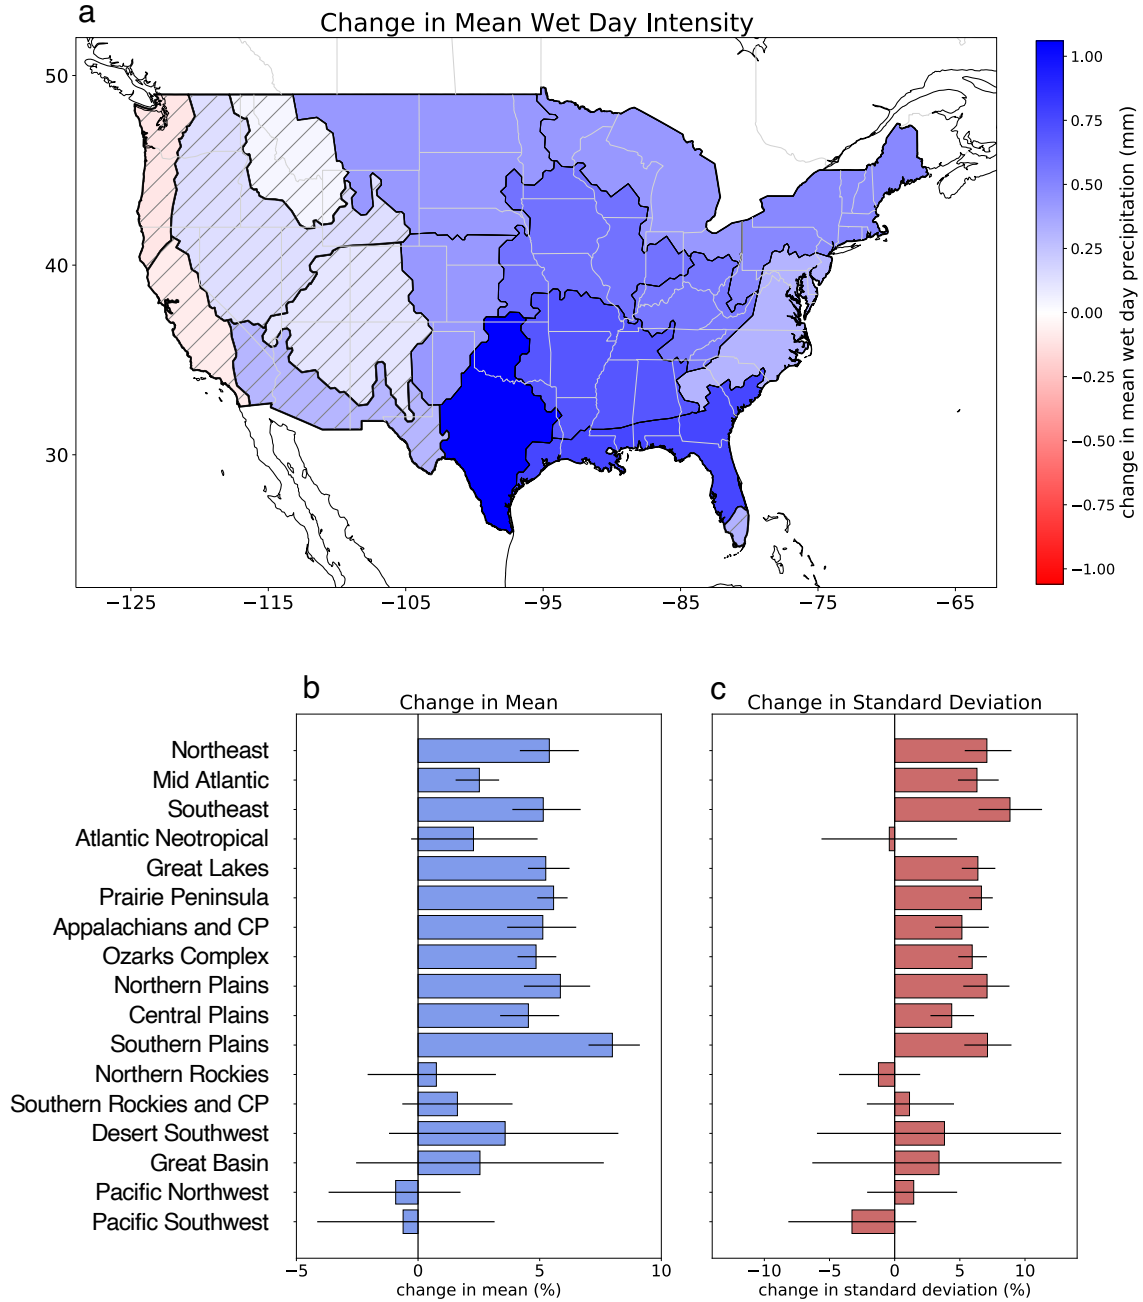 a
Change in Mean Wet Day Intensity
50
40
30
−125
−115
−105
−95
−85
−75
−65
1.00
0.75
0.50
0.25
0.00
−0.25
−0.50
−0.75
−1.00
change in mean wet day precipitation (mm)
b
Change in Mean
c
Change in Standard Deviation
Northeast
Mid Atlantic
Southeast
Atlantic Neotropical
Great Lakes
Prairie Peninsula
Appalachians and CP
Ozarks Complex
Northern Plains
Central Plains
Southern Plains
Northern Rockies
Southern Rockies and CP
Desert Southwest
Great Basin
Pacific Northwest
Pacific Southwest
−5
0
5
10
change in mean (%)
−10
−5
0
5
10
change in standard deviation (%)